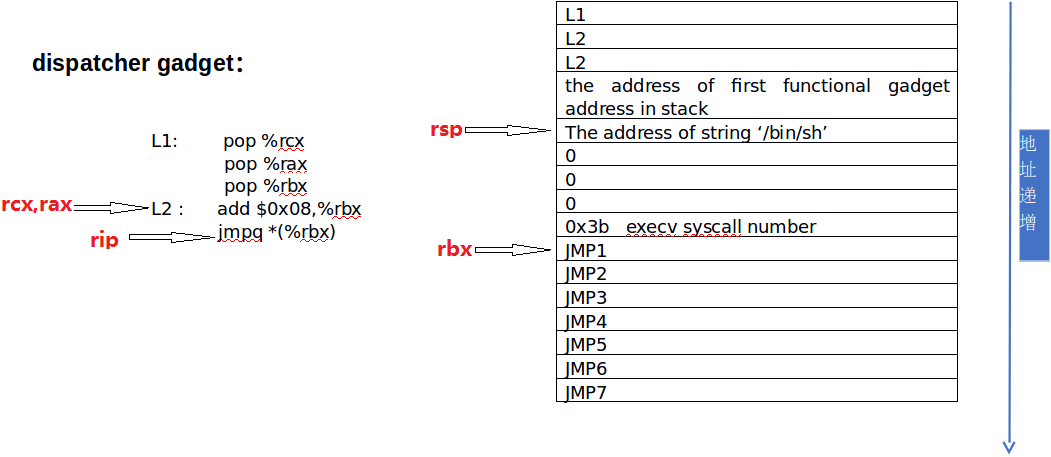 dispatcher gadget：
L1: pop %rcx
pop %rax
pop %rbx
rcx,rax
L2 : add $0x08,%rbx
rip
jmpq *(%rbx)
L1
L2
L2
the address of first functional gadget
address in stack
rsp
The address of string ‘/bin/sh’
0
0
0
0x3b execv syscall number
rbx
JMP1
JMP2
JMP3
JMP4
JMP5
JMP6
JMP7
地
址
递
增